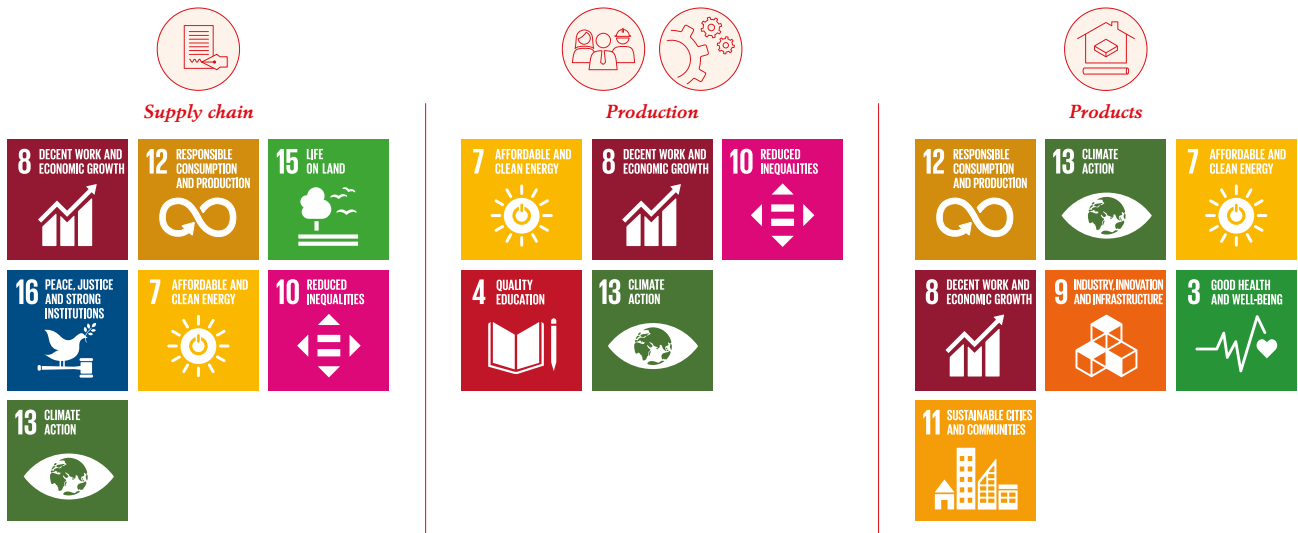 Supply chain
8 DECENT WORK AND
ECONOMIC GROWTH
12 RESPONSIBLE
CONSUMPTION
AND PRODUCTION
15 LIFE
ON LAND
16 PEACE, JUSTICE
AND STRONG
INSTITUTIONS
7 AFFORDABLE AND
CLEAN ENERGY
10 REDUCED
INEQUALITIES
13 CLIMATE
ACTION
Production
7 AFFORDABLE AND
CLEAN ENERGY
8 DECENT WORK AND
ECONOMIC GROWTH
10 REDUCED
INEQUALITIES
4 QUALITY
EDUCATION
13 CLIMATE
ACTION
Products
12 RESPONSIBLE
CONSUMPTION
AND PRODUCTION
13 CLIMATE
ACTION
7 AFFORDABLE AND
CLEAN ENERGY
8 DECENT WORK AND
ECONOMIC GROWTH
9 INDUSTRY, INNOVATION
AND INFRASTRUCTURE
3 GOOD HEALTH
AND WELL-BEING
11 SUSTAINABLE CITIES
AND COMMUNITIES